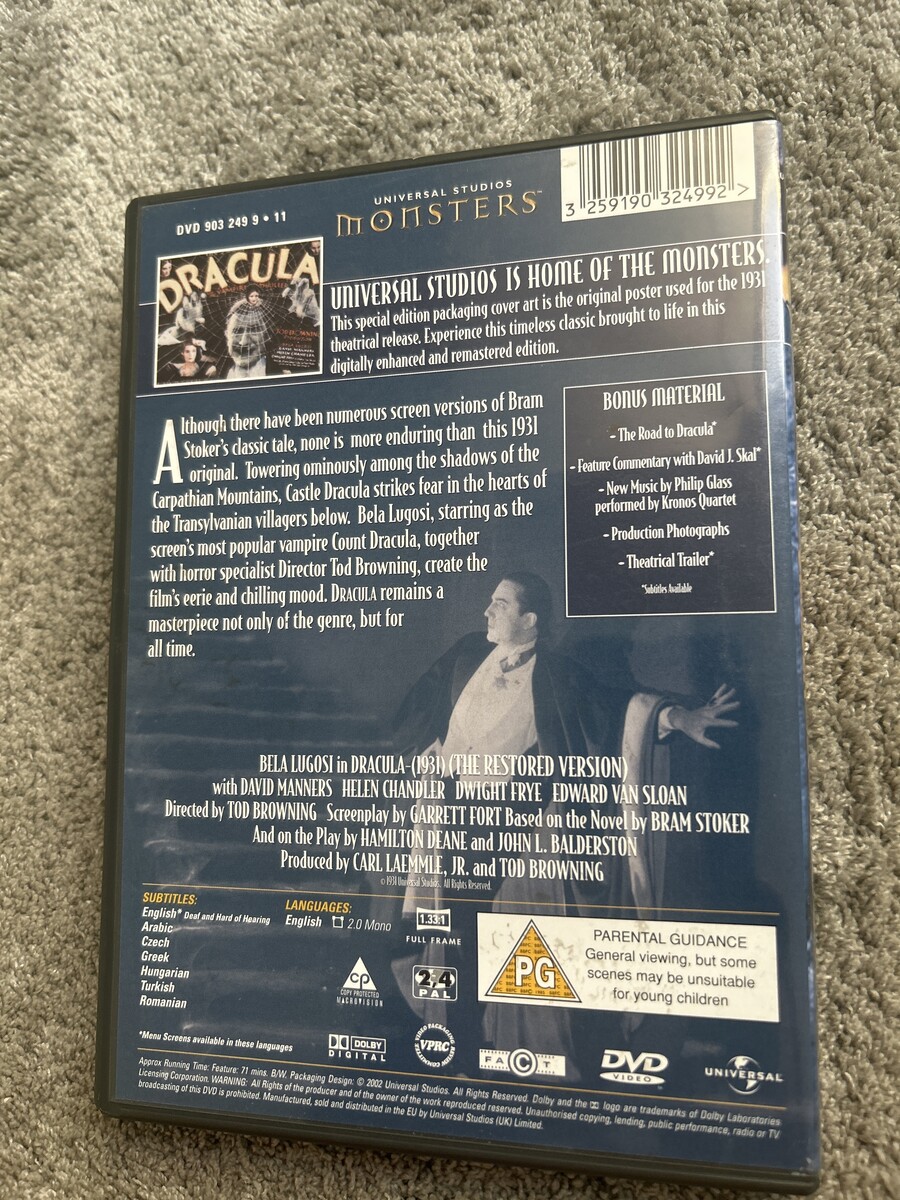 DVD 903 249 9 • 11
UNIVERSAL STUDIOS
MONSTERS™
3 259190 324992 >
DRACULA
UNIVERSAL STUDIOS IS HOME OF THE MONSTERS.
This special edition packaging cover art is the original poster used for the 1931
theatrical release. Experience this timeless classic brought to life in this
digitally enhanced and remastered edition.
Although there have been numerous screen versions of Bram
Stoker's classic tale, none is more enduring than this 1931
original. Towering ominously among the shadows of the
Carpathian Mountains, Castle Dracula strikes fear in the hearts of
the Transylvanian villagers below. Bela Lugosi, starring as the
screen's most popular vampire Count Dracula, together
with horror specialist Director Tod Browning, create the
film's eerie and chilling mood. DRACULA remains a
masterpiece not only of the genre, but for
all time.
BONUS MATERIAL
– The Road to Dracula*
– Feature Commentary with David J. Skal*
– New Music by Philip Glass
performed by Kronos Quartet
– Production Photographs
– Theatrical Trailer*
*Subtitles Available
BELA LUGOSI in DRACULA-(1931) (THE RESTORED VERSION)
with DAVID MANNERS HELEN CHANDLER DWIGHT FRYE EDWARD VAN SLOAN
Directed by TOD BROWNING Screenplay by GARRETT FORT Based on the Novel by BRAM STOKER
And on the Play by HAMILTON DEANE and JOHN L. BALDERSTON
Produced by CARL LAEMMLE, JR. and TOD BROWNING
© 1931 Universal Studios. All Rights Reserved.
SUBTITLES:
English* Deaf and Hard of Hearing
Arabic
Czech
Greek
Hungarian
Turkish
Romanian
*Menu Screens available in these languages
LANGUAGES:
English 2.0 Mono
1.33:1
FULL FRAME
CP
COPY PROTECTED
MACROVISION
2,4
PAL
PG
PARENTAL GUIDANCE
General viewing, but some
scenes may be unsuitable
for young children
DOLBY
DIGITAL
VIDEO PACKAGING REVIEW COMMITTEE
VPRC
FACT
DVD
VIDEO
UNIVERSAL
Approx Running Time: Feature: 71 mins. B/W. Packaging Design: © 2002 Universal Studios. All Rights Reserved. Dolby and the logo are trademarks of Dolby Laboratories
Licensing Corporation. WARNING: All Rights of the producer and of the owner of the work reproduced reserved. Unauthorised copying, lending, public performance, radio or TV
broadcasting of this DVD is prohibited. Manufactured, sold and distributed in the EU by Universal Studios (UK) Limited.